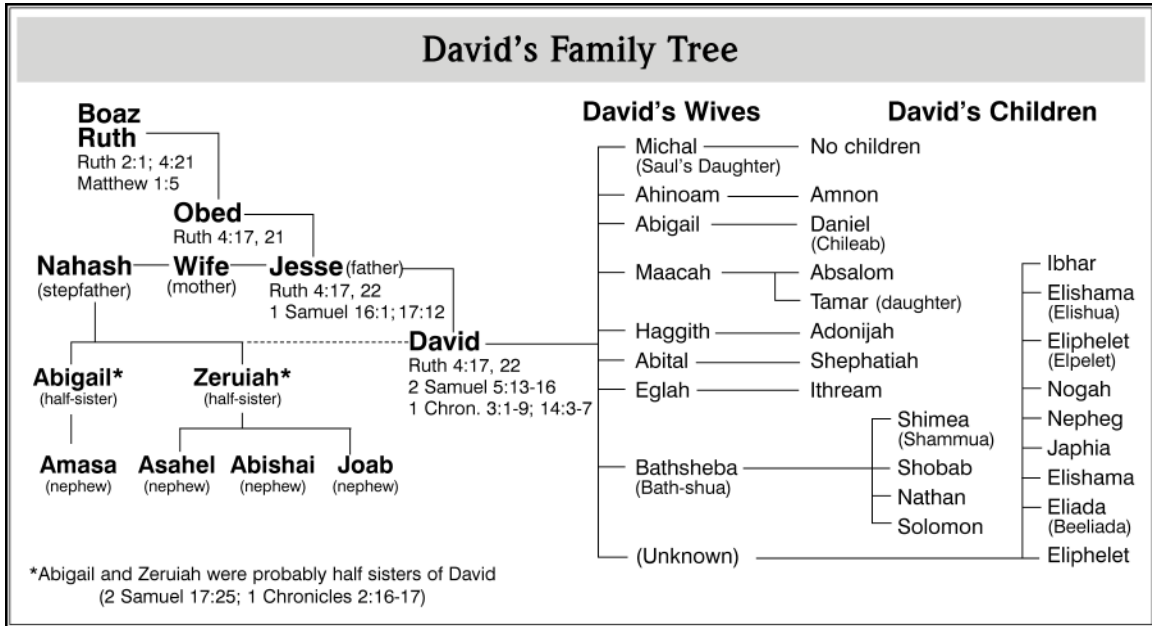 David's Family Tree
Boaz
Ruth
Ruth 2:1; 4:21
Matthew 1:5
Obed
Ruth 4:17, 21
Nahash
(stepfather)
Wife
(mother)
Jesse (father)
Ruth 4:17, 22
1 Samuel 16:1; 17:12
David
Ruth 4:17, 22
2 Samuel 5:13-16
1 Chron. 3:1-9; 14:3-7
Abigail*
(half-sister)
Zeruiah*
(half-sister)
Amasa
(nephew)
Asahel
(nephew)
Abishai
(nephew)
Joab
(nephew)
*Abigail and Zeruiah were probably half sisters of David
(2 Samuel 17:25; 1 Chronicles 2:16-17)
David's Wives
David's Children
Michal
(Saul's Daughter)
No children
Ahinoam
Amnon
Abigail
Daniel
(Chileab)
Maacah
Absalom
Tamar (daughter)
Haggith
Adonijah
Abital
Shephatiah
Eglah
Ithream
Bathsheba
(Bath-shua)
Shimea
(Shammua)
Shobab
Nathan
Solomon
(Unknown)
Ibhar
Elishama
(Elishua)
Eliphelet
(Elpelet)
Nogah
Nepheg
Japhia
Elishama
Eliada
(Beeliada)
Eliphelet